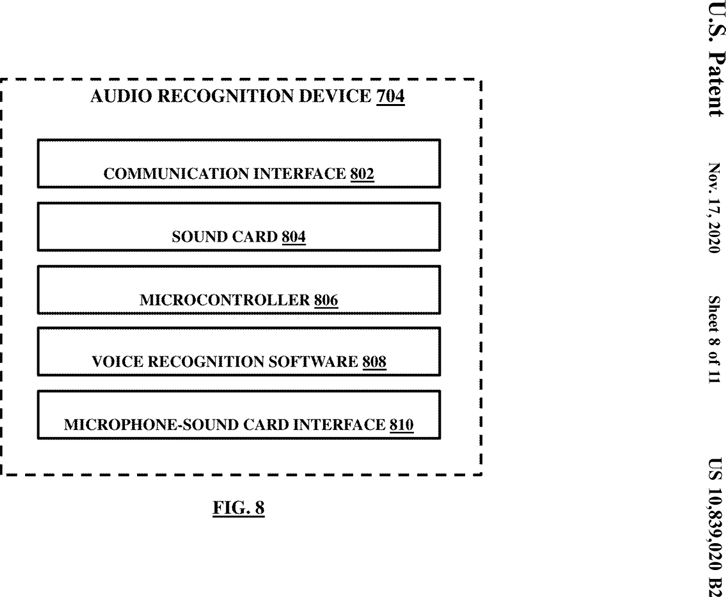 U.S. Patent Nov. 17, 2020 Sheet 8 of 11 US 10,839,020 B2
AUDIO RECOGNITION DEVICE 704
COMMUNICATION INTERFACE 802
SOUND CARD 804
MICROCONTROLLER 806
VOICE RECOGNITION SOFTWARE 808
MICROPHONE-SOUND CARD INTERFACE 810
FIG. 8